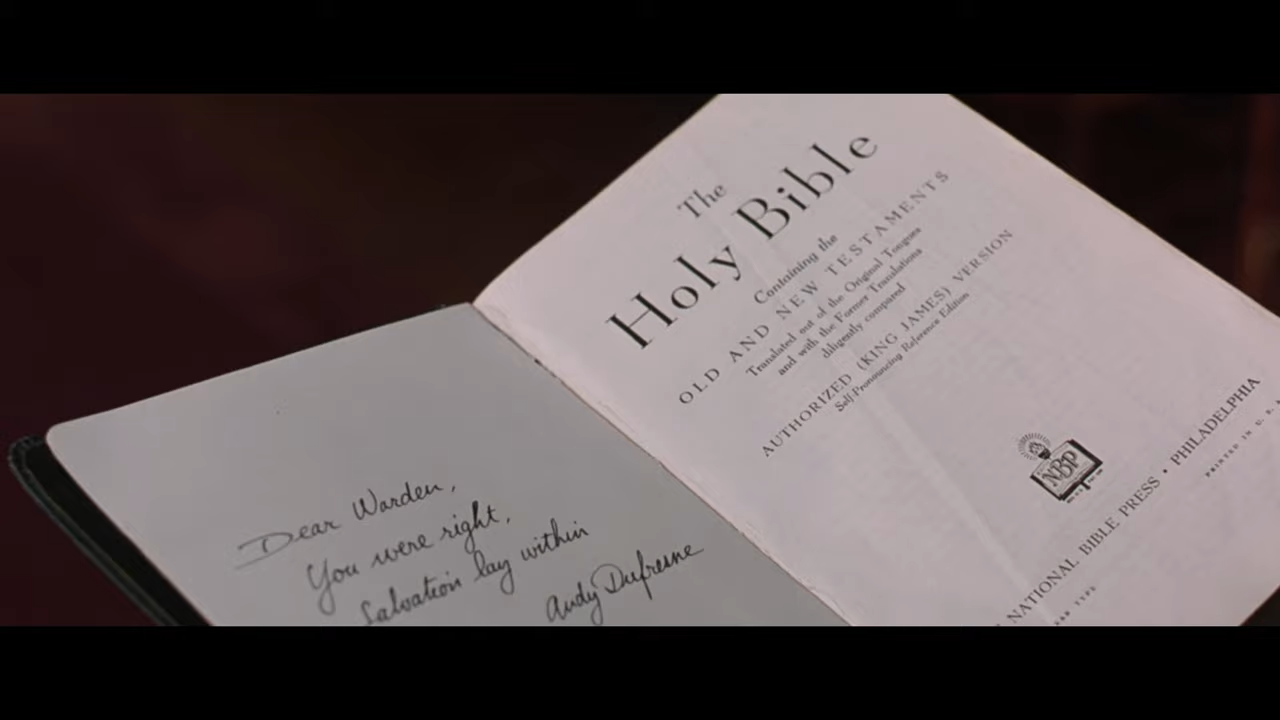 Dear Warden,
You were right,
Salvation lay within
Andy Dufresne
The
Holy Bible
Containing the
OLD AND NEW TESTAMENTS
Translated out of the Original Tongues
and with the Former Translations
diligently compared
AUTHORIZED (KING JAMES) VERSION
Self-Pronouncing Reference Edition
NBP
NATIONAL BIBLE PRESS • PHILADELPHIA
PRINTED IN U. S.